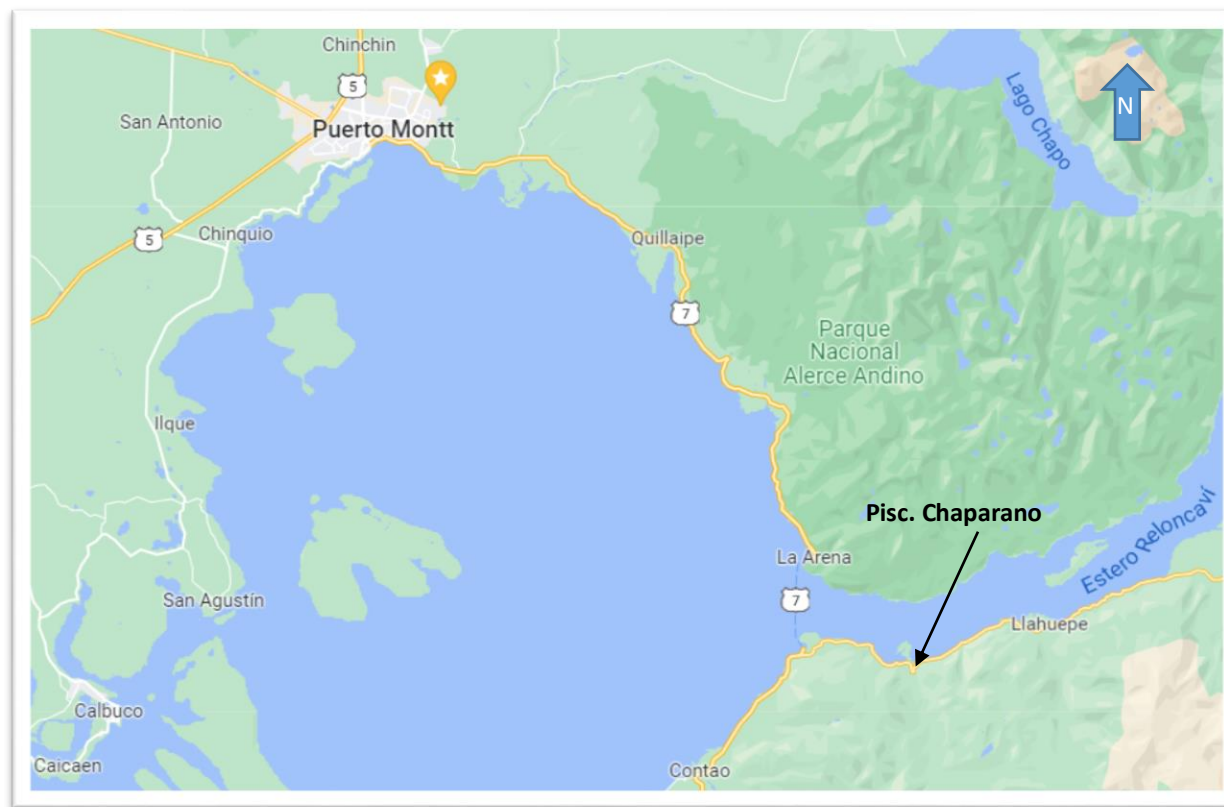 Chinchin
5
San Antonio
Puerto Montt
N
Lago Chapo
5
Chinquio
Quillaipe
7
Parque
Nacional
Alerce Andino
Ilque
Pisc. Chaparano
Estero Reloncaví
La Arena
7
San Agustín
Llahuepe
Calbuco
Caicaen
Contao